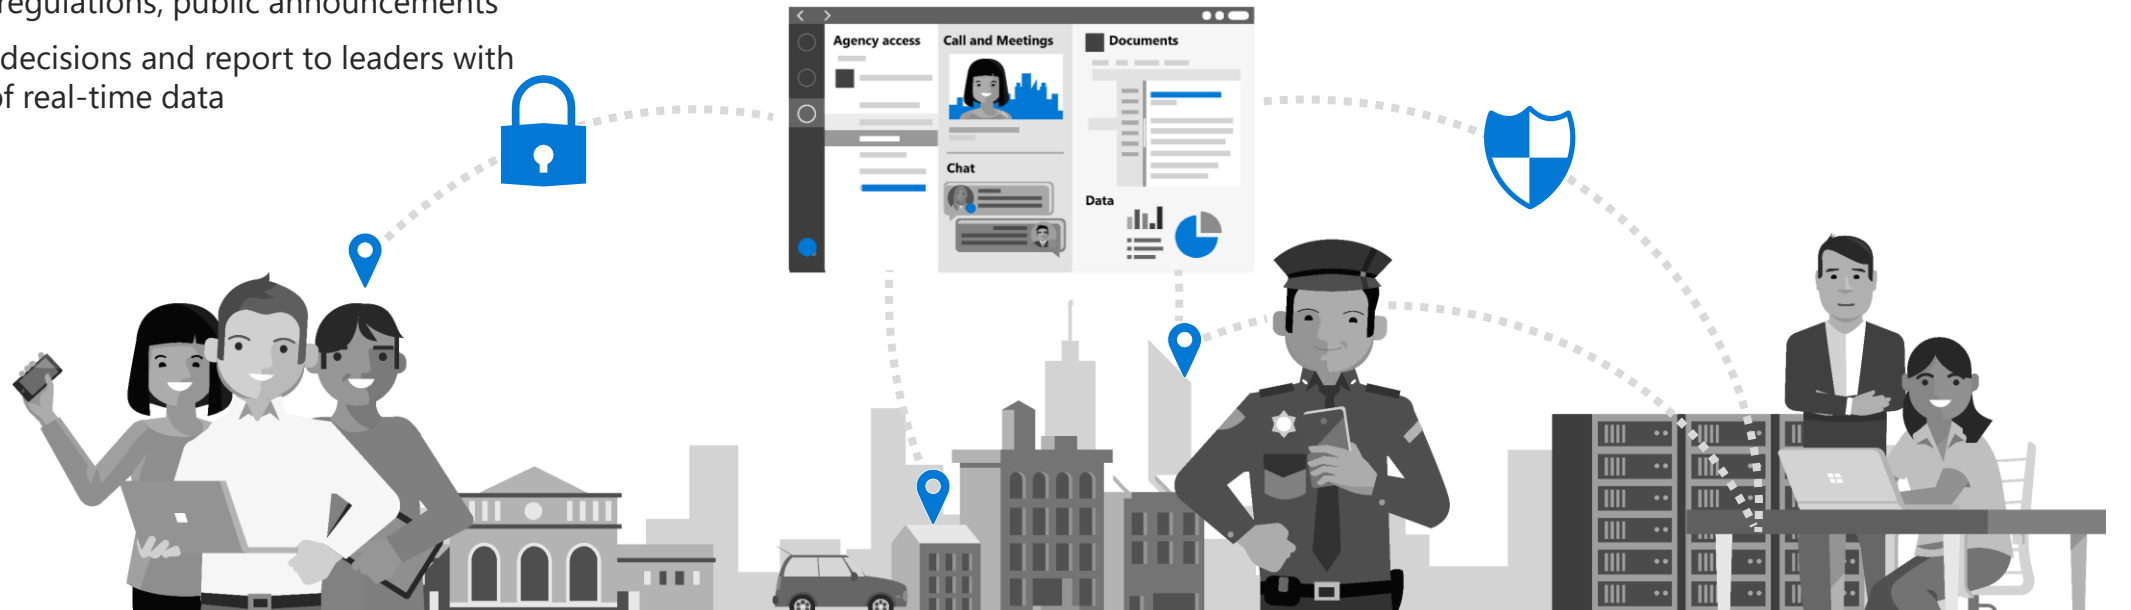 regulations, public announcements
decisions and report to leaders with
of real-time data
Agency access
Call and Meetings
Documents
Chat
Data